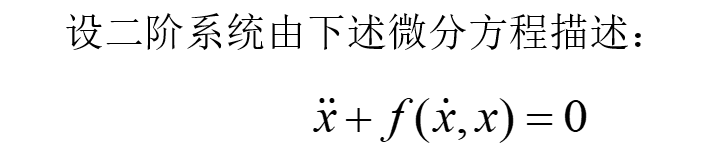 设二阶系统由下述微分方程描述：
ẍ + f(ẋ, x) = 0